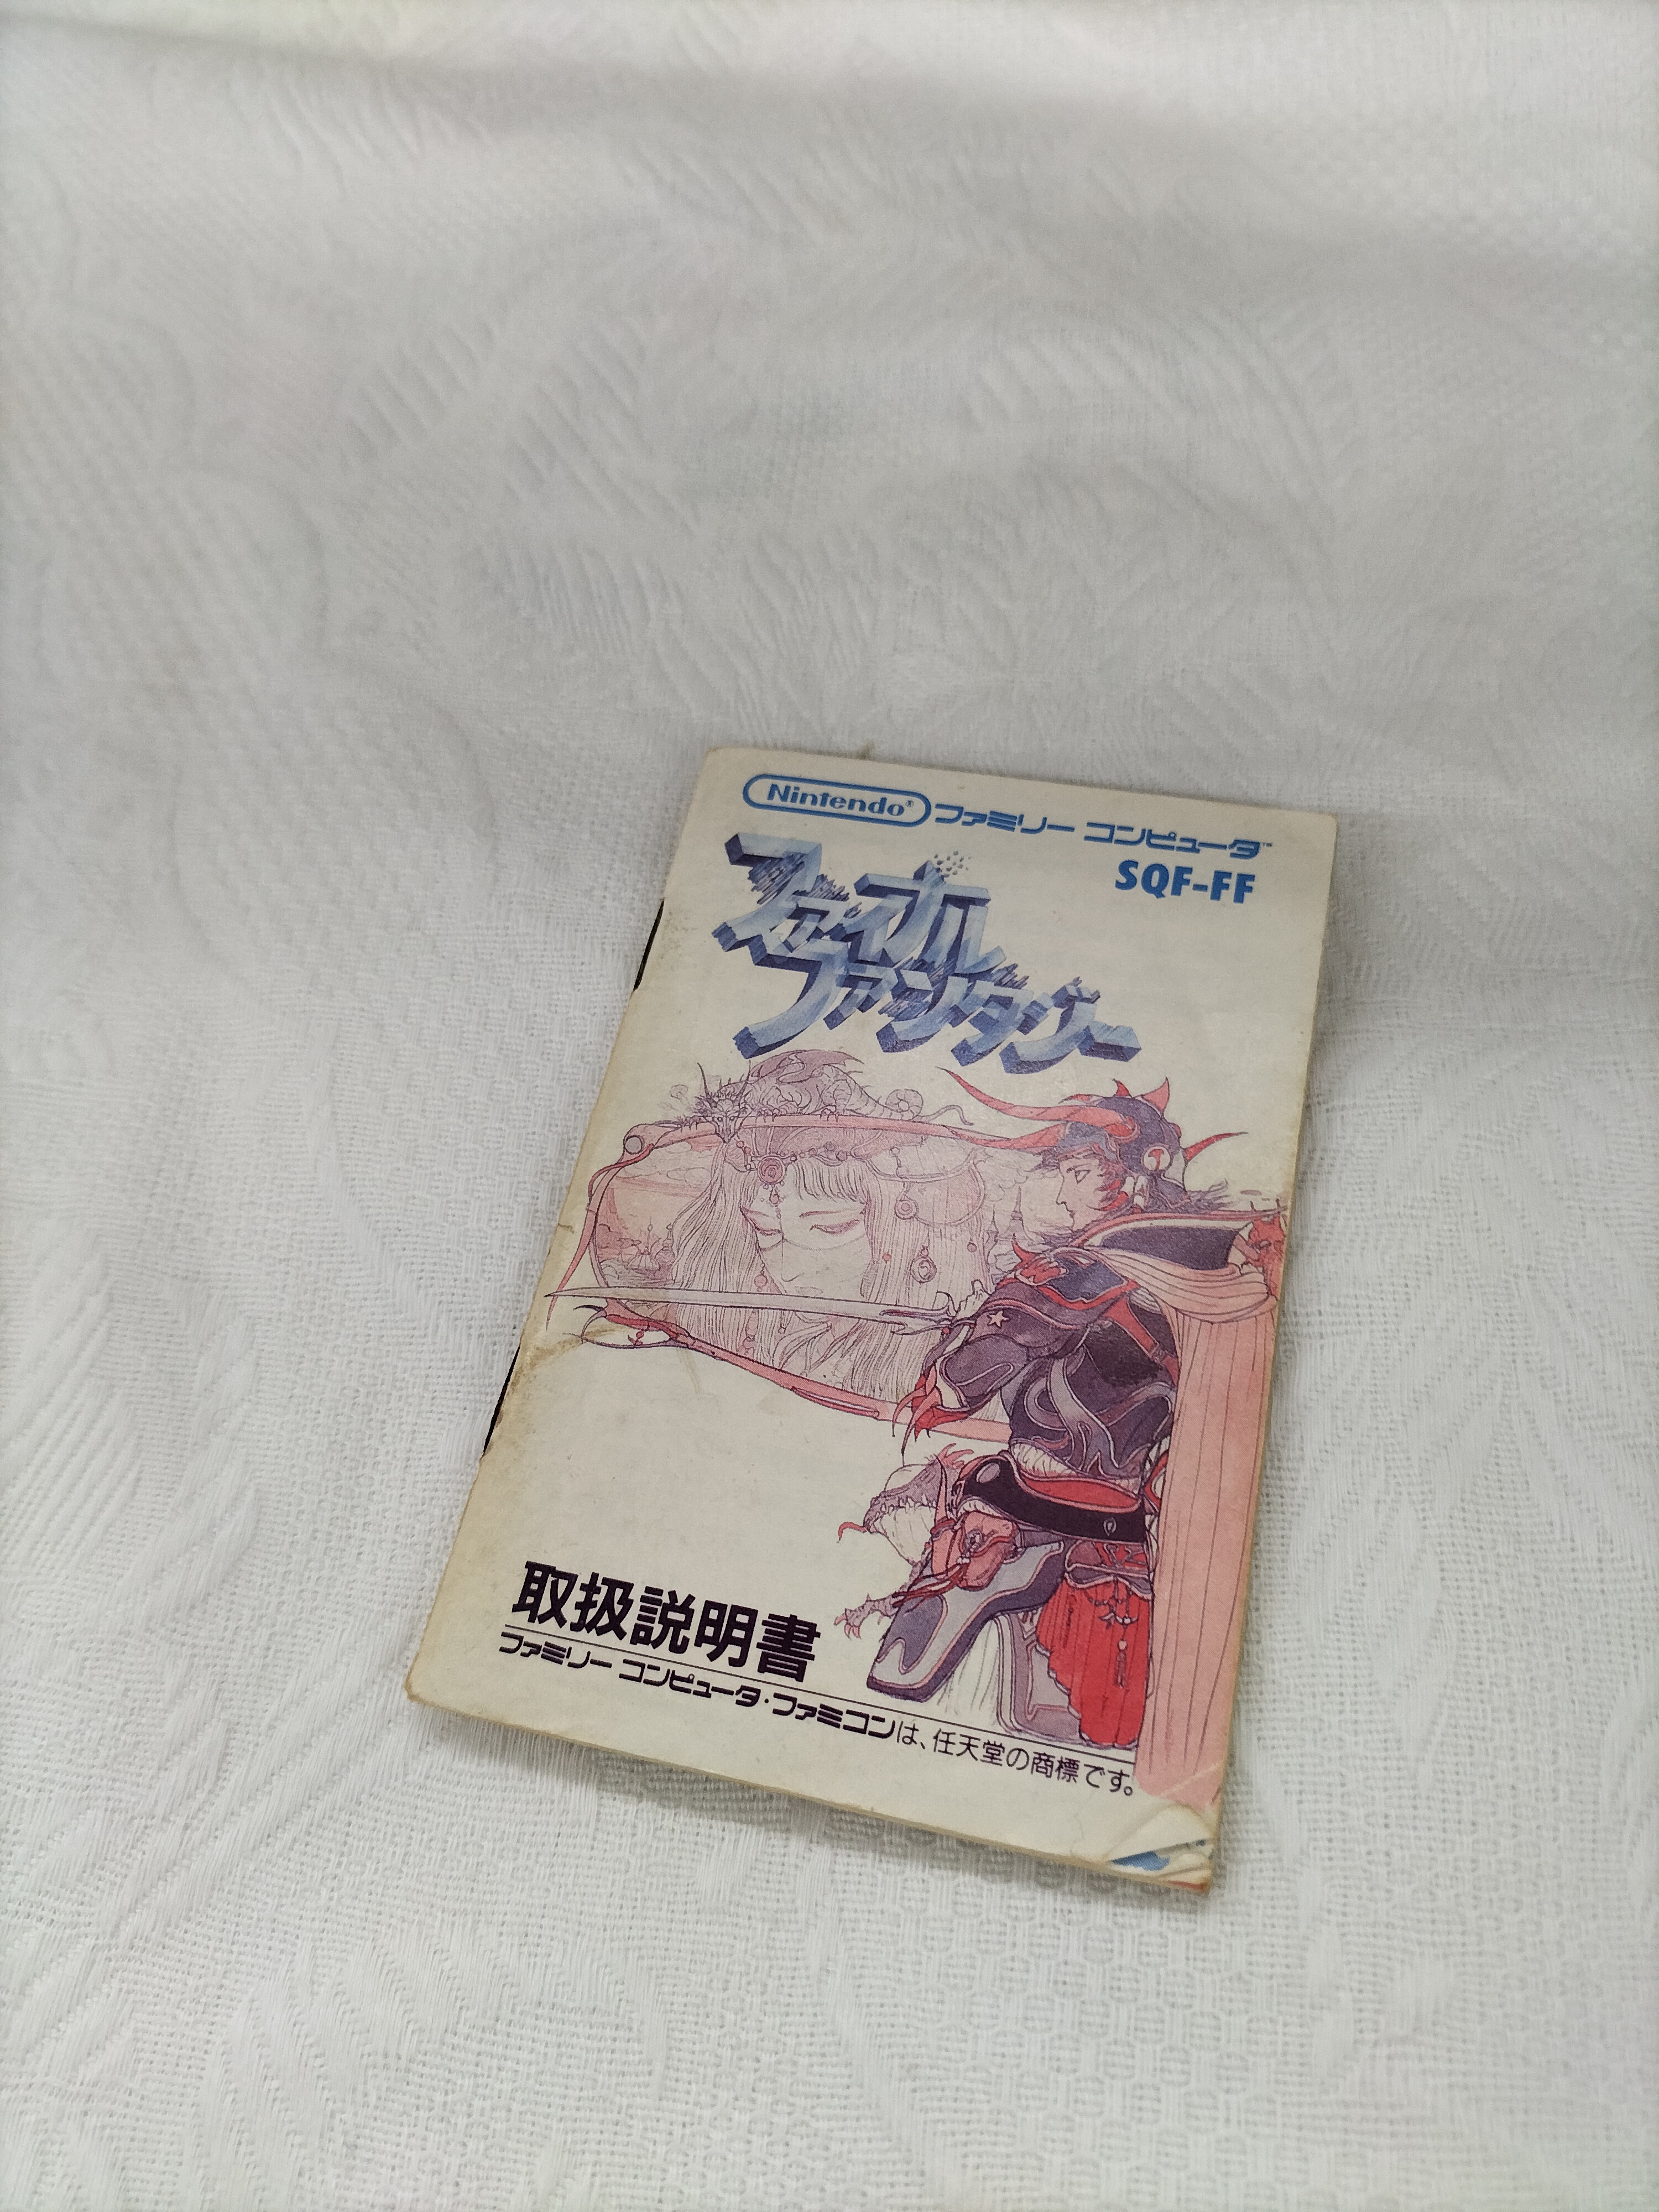 Nintendo® ファミリー コンピュータ™
SQF-FF
ファイナル
ファンタジー
取扱説明書
ファミリー コンピュータ・ファミコンは、任天堂の商標です。